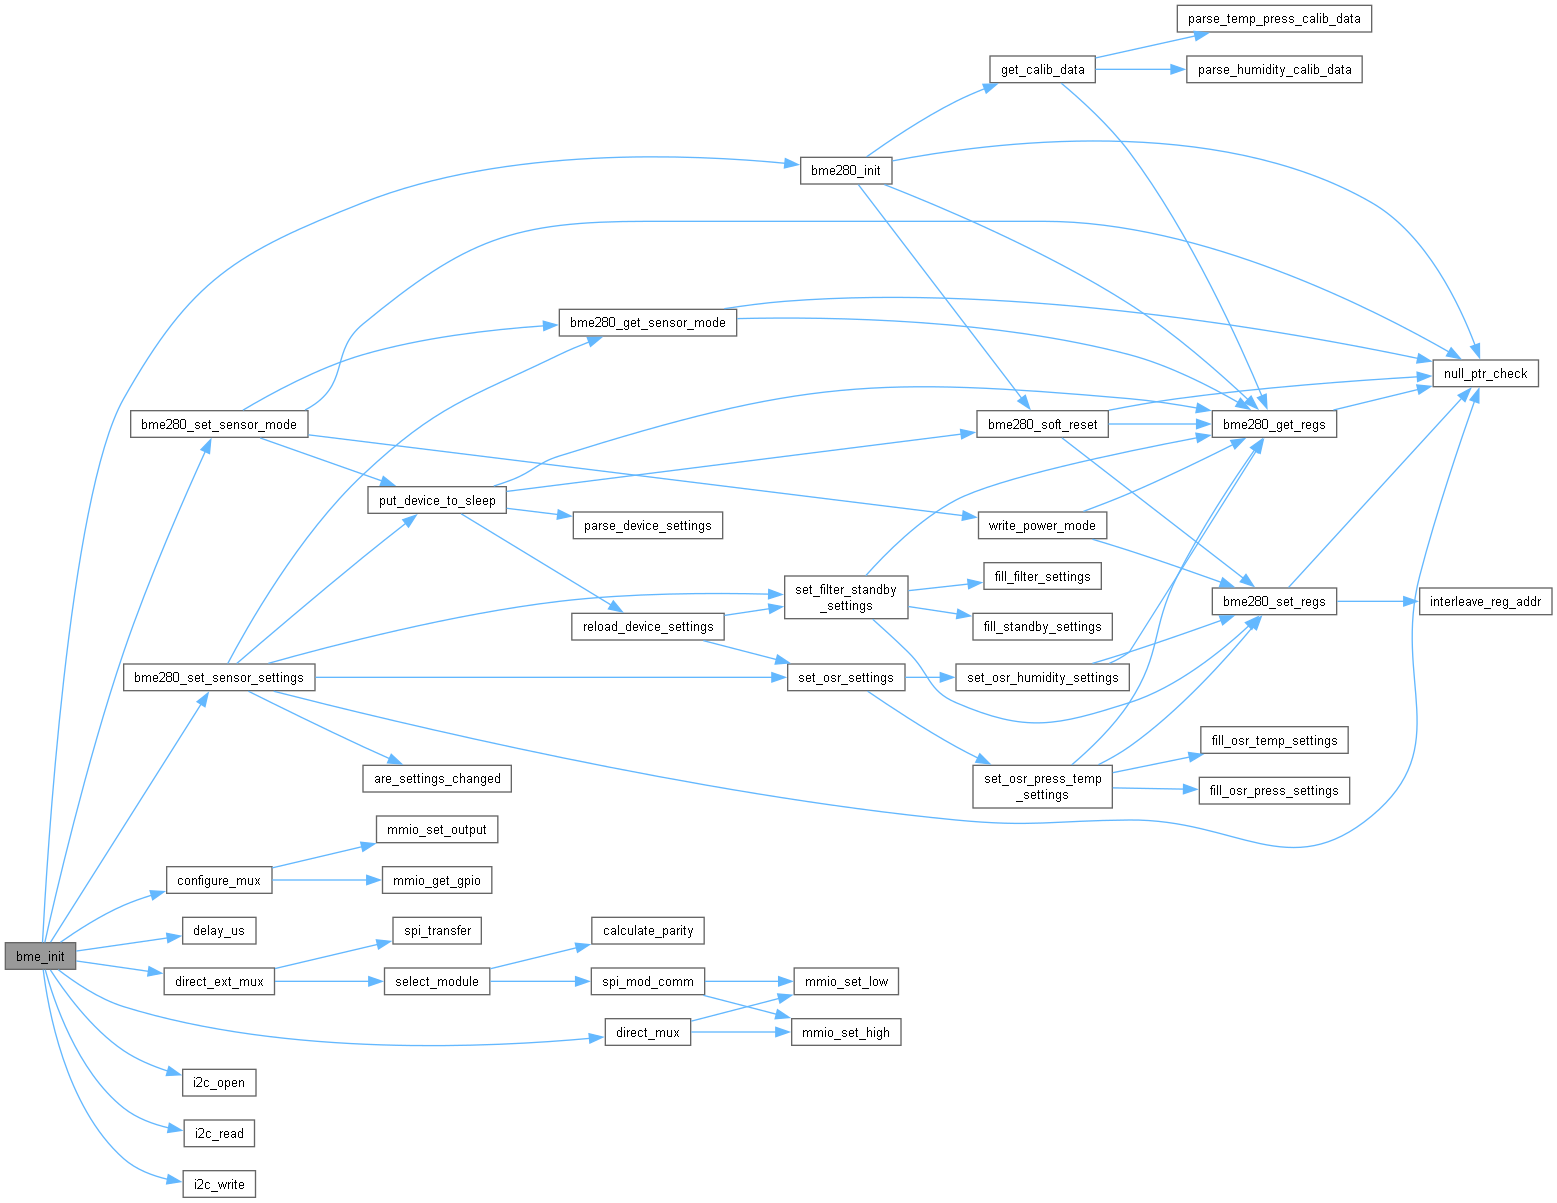 parse_temp_press_calib_data
get_calib_data
parse_humidity_calib_data
bme280_init
bme280_get_sensor_mode
null_ptr_check
bme280_set_sensor_mode
bme280_soft_reset
bme280_get_regs
put_device_to_sleep
parse_device_settings
write_power_mode
fill_filter_settings
set_filter_standby
_settings
bme280_set_regs
interleave_reg_addr
reload_device_settings
fill_standby_settings
bme280_set_sensor_settings
set_osr_settings
set_osr_humidity_settings
fill_osr_temp_settings
are_settings_changed
set_osr_press_temp
_settings
fill_osr_press_settings
mmio_set_output
configure_mux
mmio_get_gpio
delay_us
spi_transfer
calculate_parity
bme_init
direct_ext_mux
select_module
spi_mod_comm
mmio_set_low
direct_mux
mmio_set_high
i2c_open
i2c_read
i2c_write